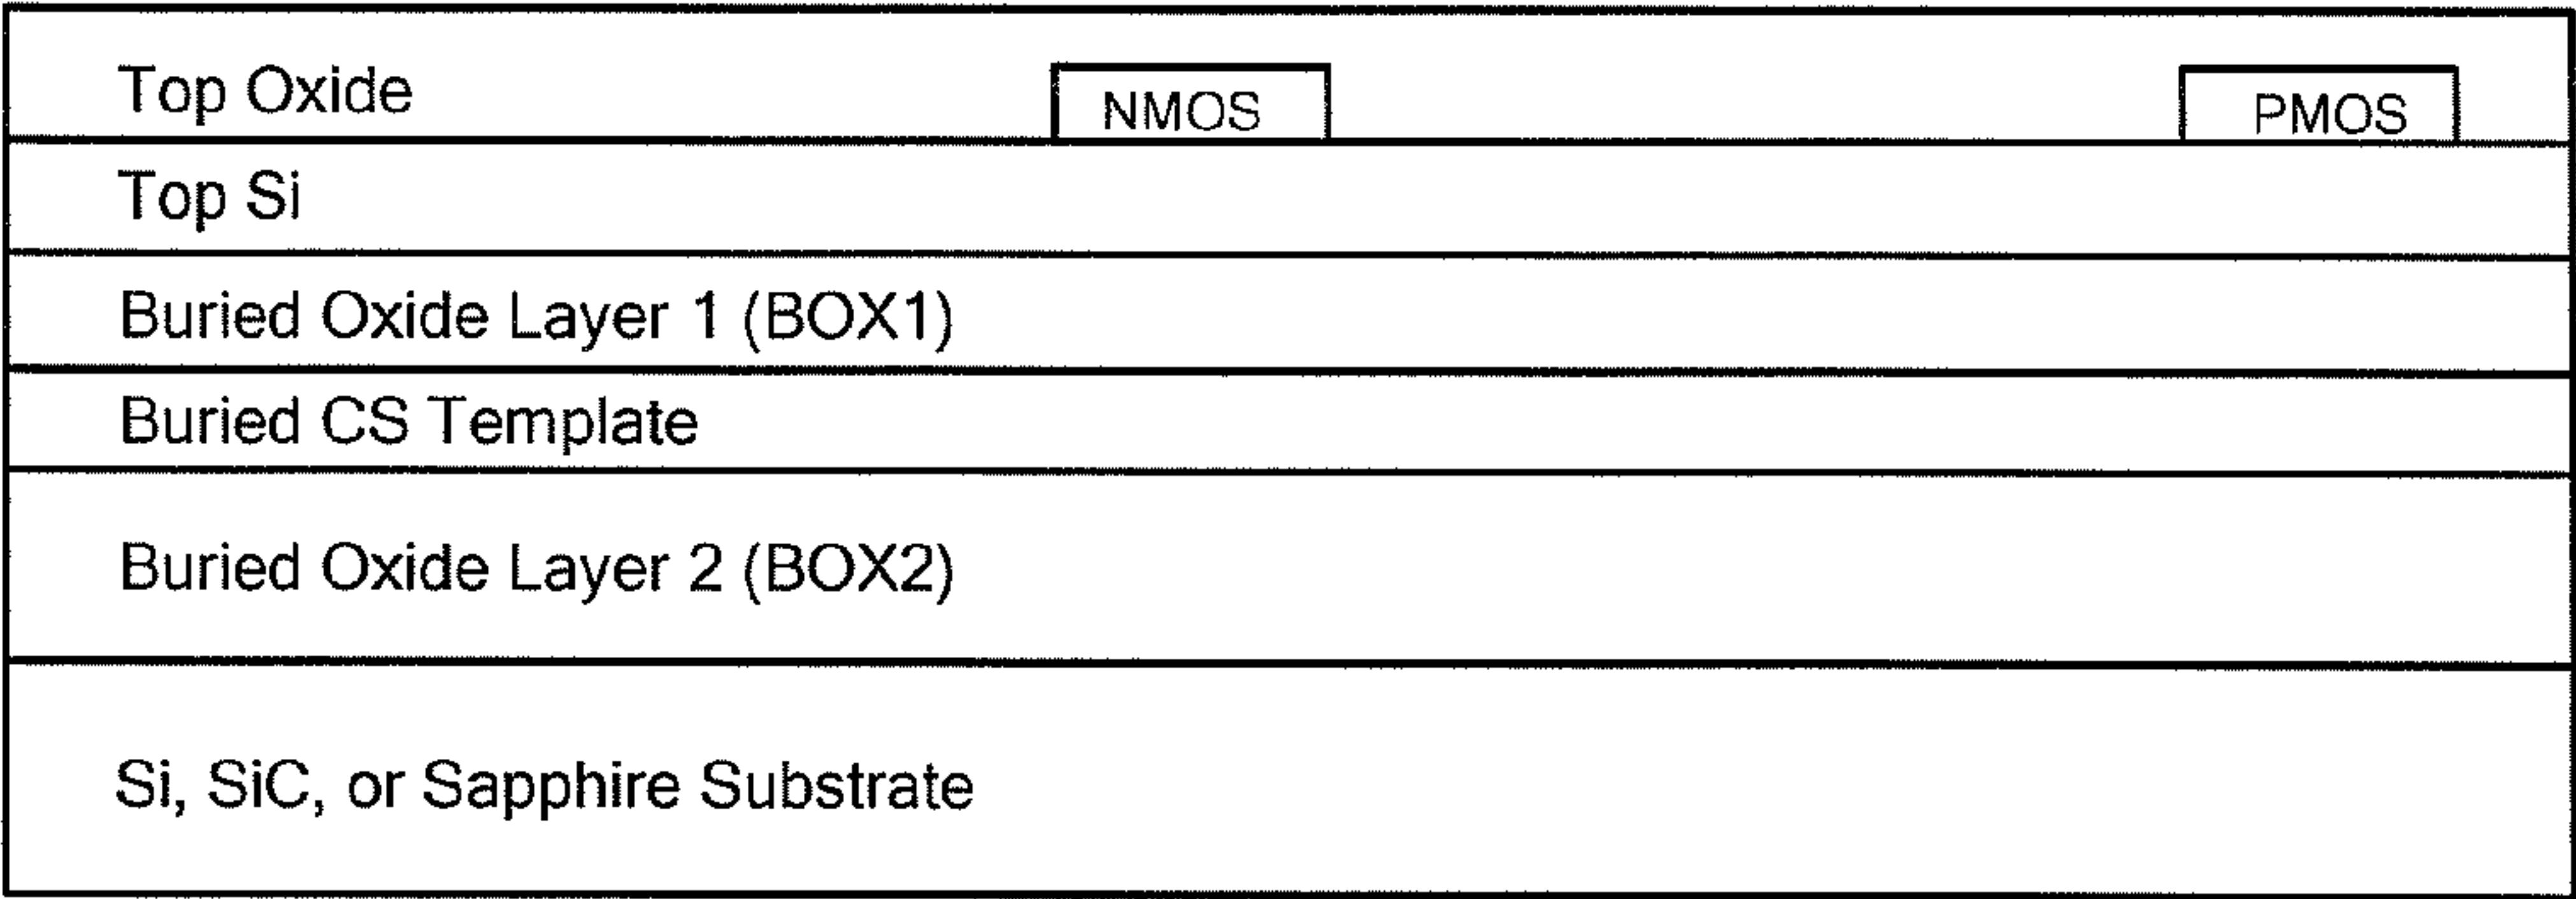 Top Oxide
NMOS
PMOS
Top Si
Buried Oxide Layer 1 (BOX1)
Buried CS Template
Buried Oxide Layer 2 (BOX2)
Si, SiC, or Sapphire Substrate